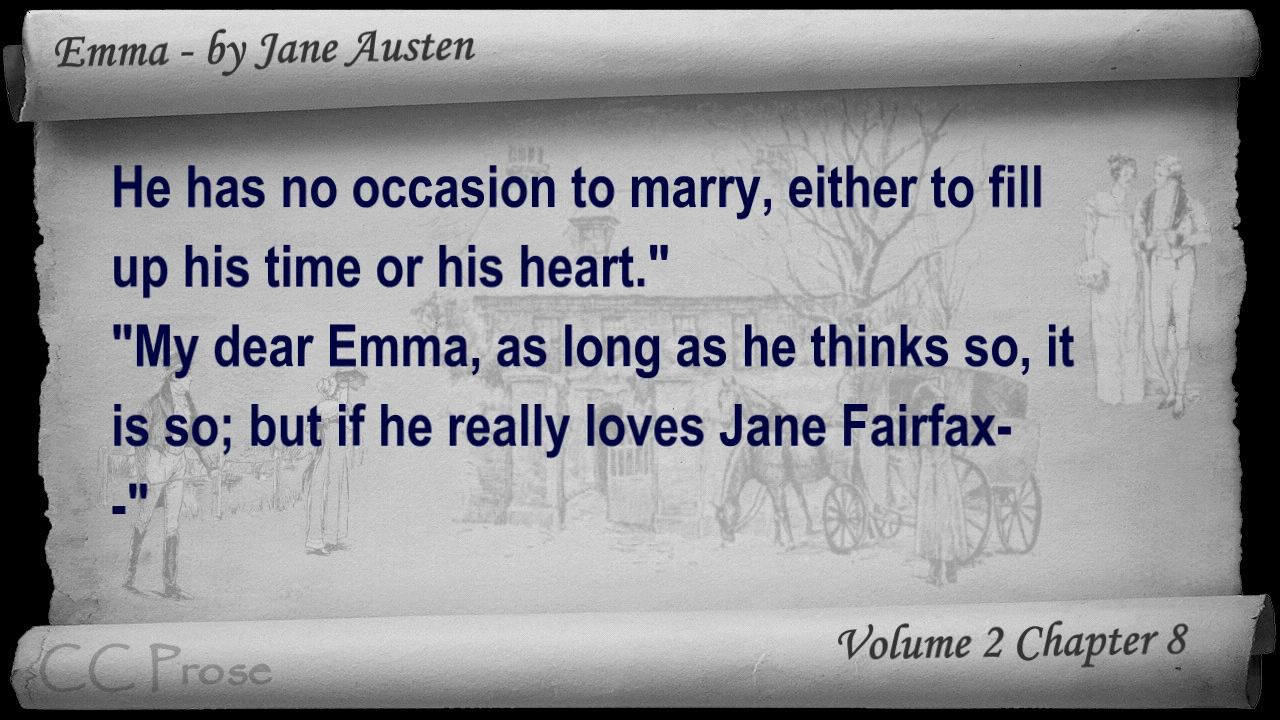 Emma - by Jane Austen
He has no occasion to marry, either to fill
up his time or his heart."
"My dear Emma, as long as he thinks so, it
is so; but if he really loves Jane Fairfax-
-"
Volume 2 Chapter 8
CC Prose